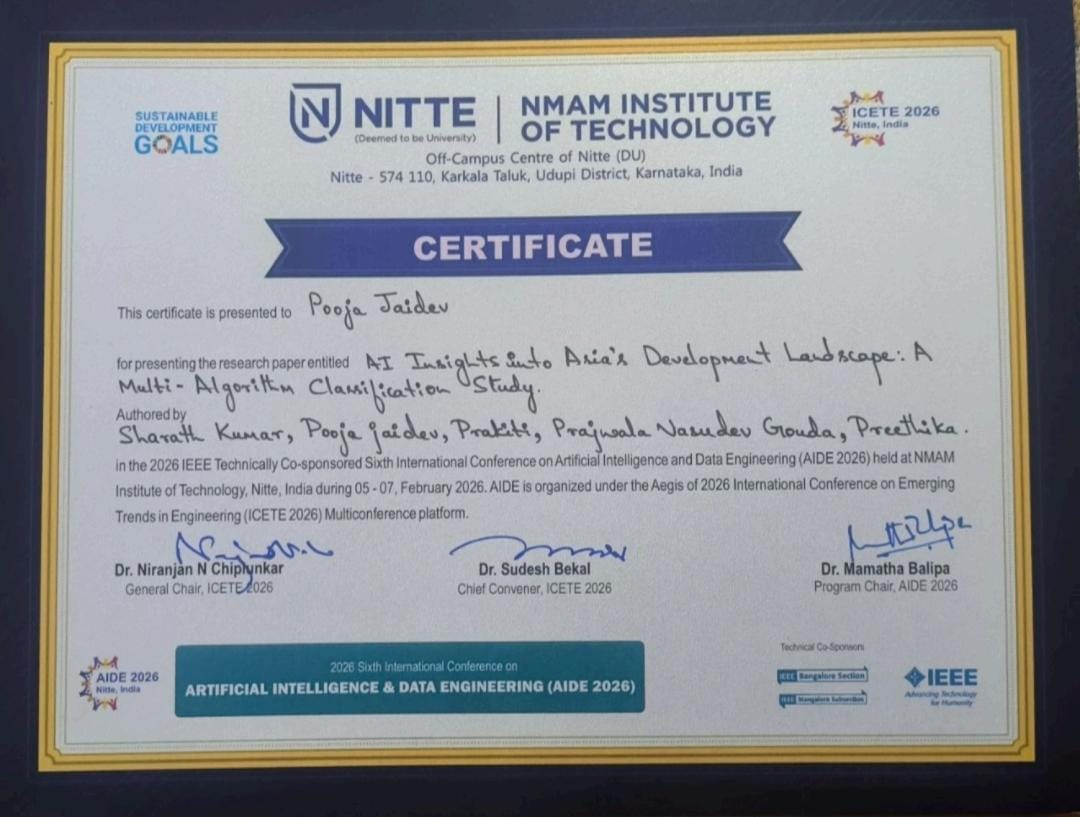 SUSTAINABLE
DEVELOPMENT
GOALS
N NITTE
(Deemed to be University)
NMAM INSTITUTE
OF TECHNOLOGY
ICETE 2026
Nitte, India
Off-Campus Centre of Nitte (DU)
Nitte - 574 110, Karkala Taluk, Udupi District, Karnataka, India
CERTIFICATE
This certificate is presented to Pooja Jaidev
for presenting the research paper entitled AI Insights into Asia's Development Landscape: A
Multi-Algorithm Classification Study.
Authored by
Sharath Kumar, Pooja Jaidev, Prakiti, Prajwala Vasudev Gouda, Preethika.
in the 2026 IEEE Technically Co-sponsored Sixth International Conference on Artificial Intelligence and Data Engineering (AIDE 2026) held at NMAM
Institute of Technology, Nitte, India during 05 - 07, February 2026. AIDE is organized under the Aegis of 2026 International Conference on Emerging
Trends in Engineering (ICETE 2026) Multiconference platform.
Dr. Niranjan N Chiplunkar
General Chair, ICETE 2026
Dr. Sudesh Bekal
Chief Convener, ICETE 2026
Dr. Mamatha Balipa
Program Chair, AIDE 2026
AIDE 2026
Nitte, India
2026 Sixth International Conference on
ARTIFICIAL INTELLIGENCE & DATA ENGINEERING (AIDE 2026)
Technical Co-Sponsors
IEEE Bangalore Section
IEEE Mangalore Subsection
IEEE
Advancing Technology
for Humanity